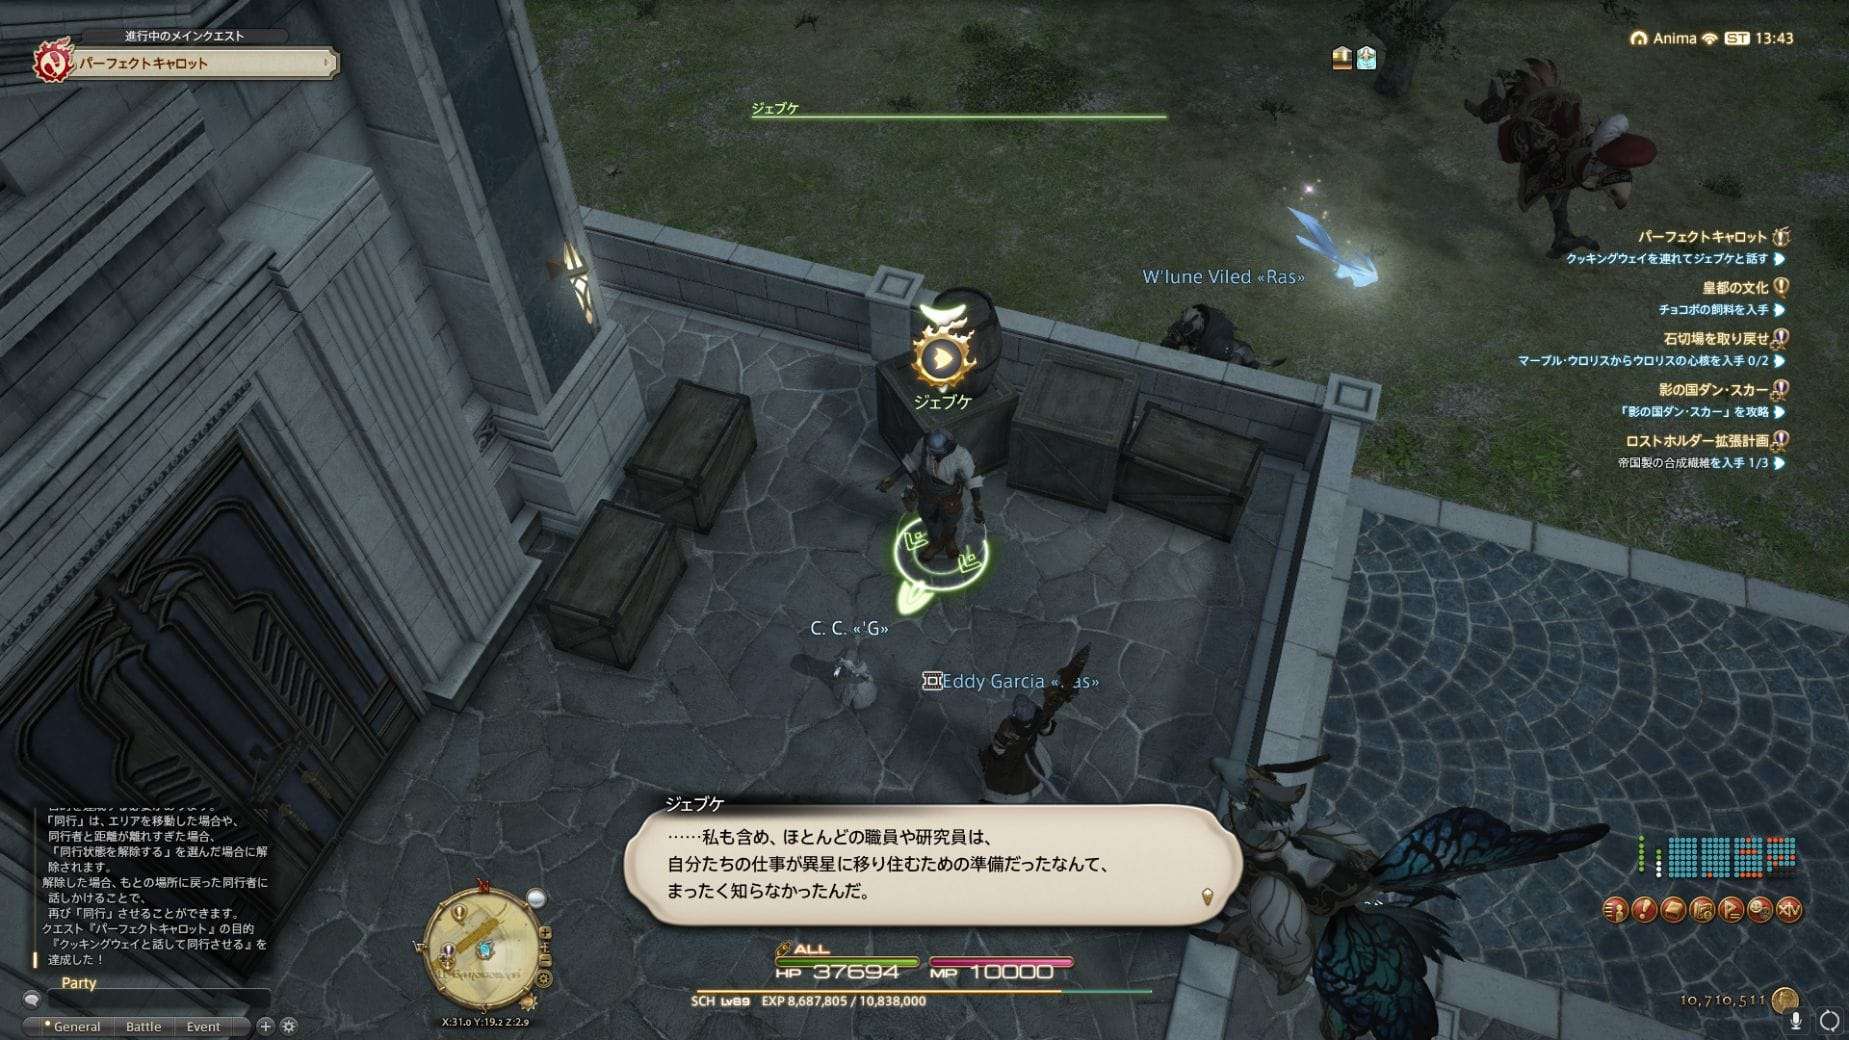 進行中のメインクエスト
パーフェクトキャロット
Anima ST 13:43
ジェブケ
パーフェクトキャロット
クッキングウェイを連れてジェブケと話す
皇都の文化
チョコボの飼料を入手
石切場を取り戻せ
マーブル・ウロリスからウロリスの心核を入手 0/2
影の国ダン・スカー
「影の国ダン・スカー」を攻略
ロストホルダー拡張計画
帝国製の合成繊維を入手 1/3
W'lune Viled «Ras»
ジェブケ
C. C. «'G»
Eddy Garcia
ジェブケ
……私も含め、ほとんどの職員や研究員は、
自分たちの仕事が異星に移り住むための準備だったなんて、
まったく知らなかったんだ。
「同行」は、エリアを移動した場合や、
同行者と距離が離れすぎた場合、
「同行状態を解除する」を選んだ場合に解
除されます。
解除した場合、もとの場所に戻った同行者に
話しかけることで、
再び「同行」させることができます。
クエスト『パーフェクトキャロット』の目的
『クッキングウェイと話して同行させる』を
達成した！
Party
General Battle Event
N
X:31.0 Y:19.2 Z:2.9
ALL
HP 37694 MP 10000
SCH Lv89 EXP 8,687,805 / 10,838,000
XIV
10,710,511